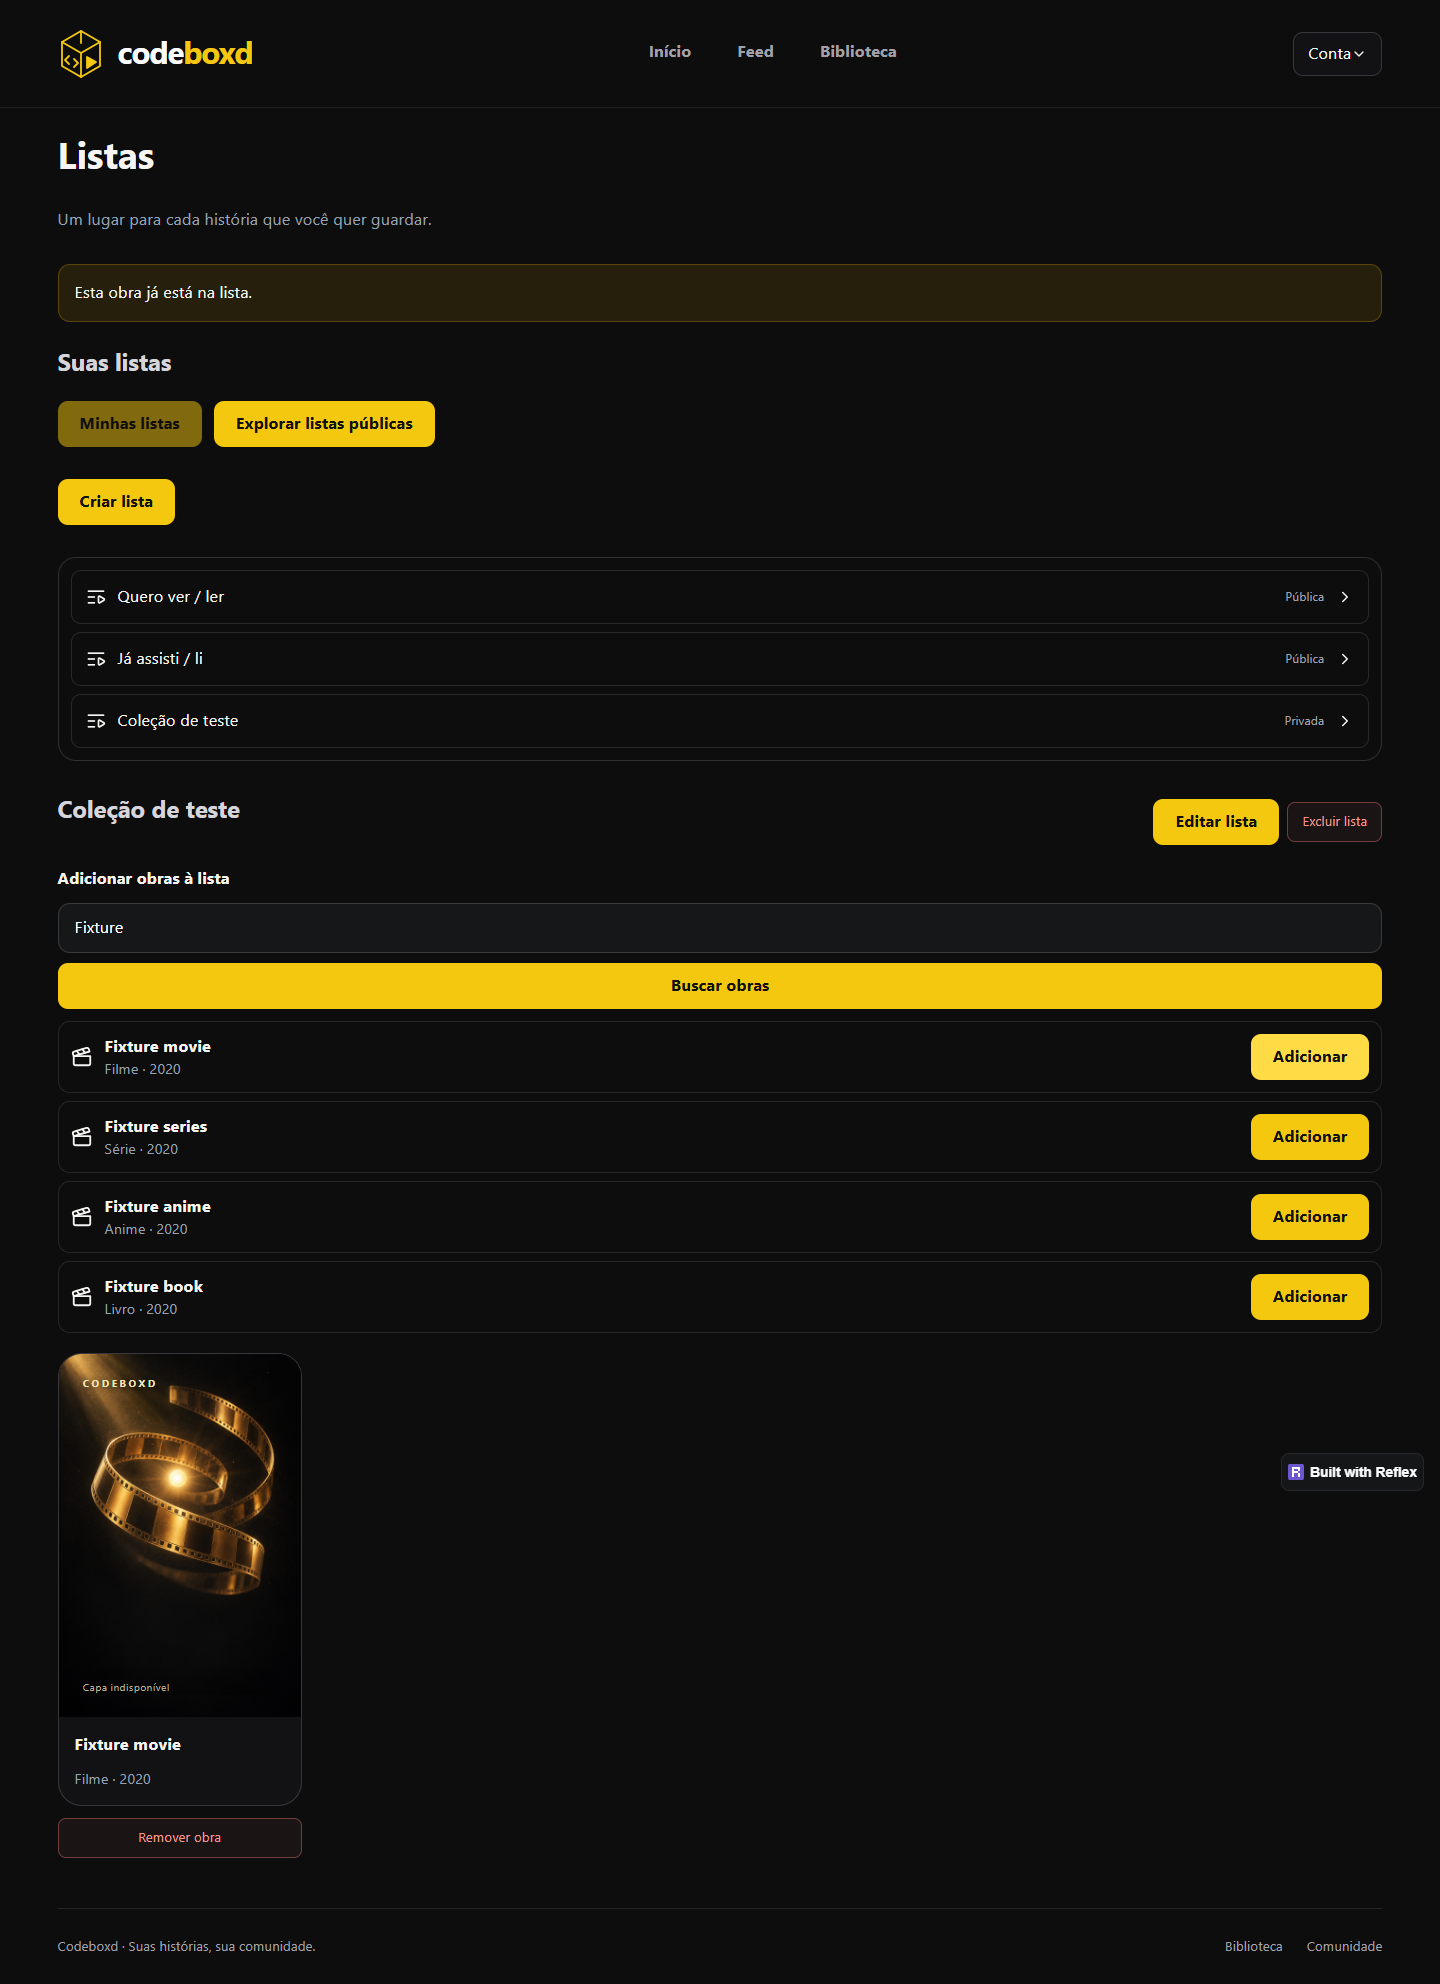 codeboxd
Início
Feed
Biblioteca
Conta
Listas
Um lugar para cada história que você quer guardar.
Esta obra já está na lista.
Suas listas
Minhas listas
Explorar listas públicas
Criar lista
Quero ver / ler
Pública
Já assisti / li
Pública
Coleção de teste
Privada
Coleção de teste
Editar lista
Excluir lista
Adicionar obras à lista
Fixture
Buscar obras
Fixture movie
Filme · 2020
Adicionar
Fixture series
Série · 2020
Adicionar
Fixture anime
Anime · 2020
Adicionar
Fixture book
Livro · 2020
Adicionar
CODEBOXD
Capa indisponível
Fixture movie
Filme · 2020
Remover obra
Built with Reflex
Codeboxd · Suas histórias, sua comunidade.
Biblioteca
Comunidade